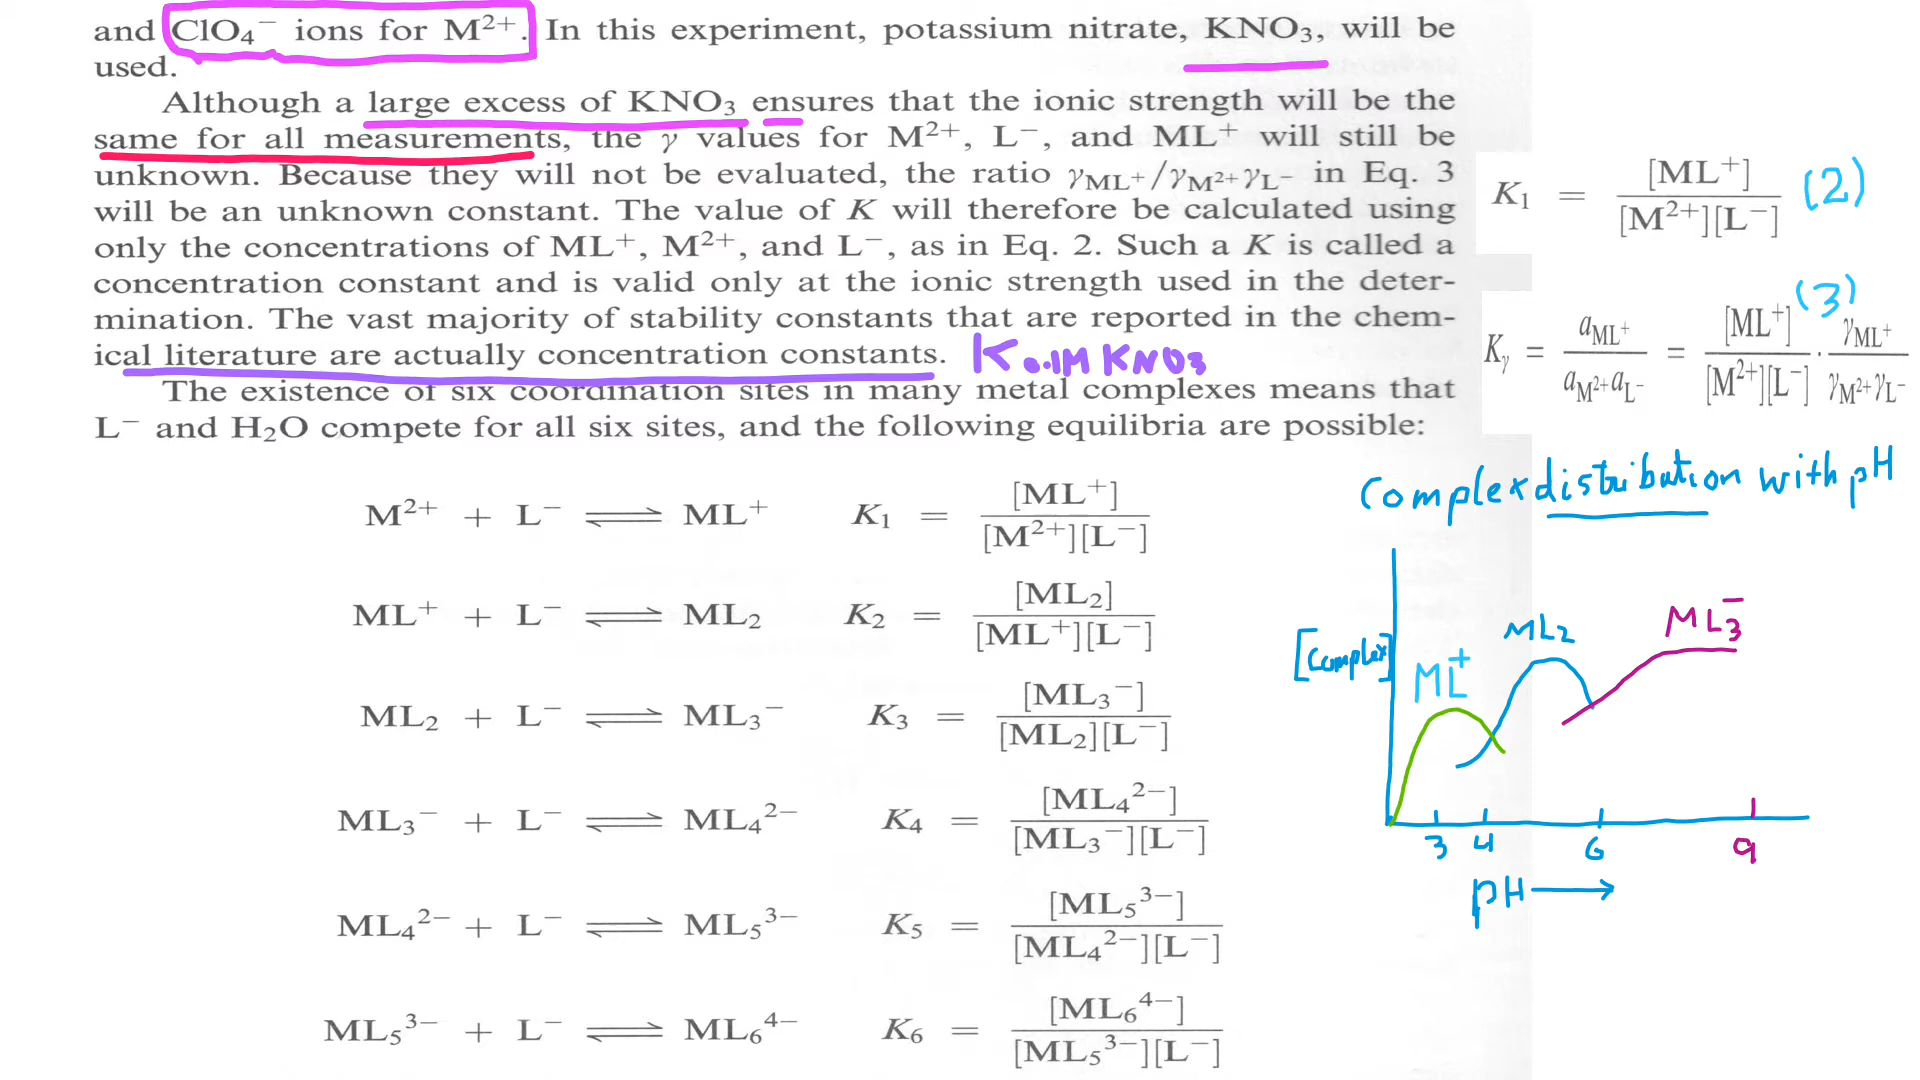 and ClO₄⁻ ions for M²⁺. In this experiment, potassium nitrate, KNO₃, will be
used.
Although a large excess of KNO₃ ensures that the ionic strength will be the
same for all measurements, the γ values for M²⁺, L⁻, and ML⁺ will still be
unknown. Because they will not be evaluated, the ratio γML⁺/γM²⁺γL⁻ in Eq. 3
will be an unknown constant. The value of K will therefore be calculated using
only the concentrations of ML⁺, M²⁺, and L⁻, as in Eq. 2. Such a K is called a
concentration constant and is valid only at the ionic strength used in the deter-
mination. The vast majority of stability constants that are reported in the chem-
ical literature are actually concentration constants. K 0.1M KNO3
The existence of six coordination sites in many metal complexes means that
L⁻ and H₂O compete for all six sites, and the following equilibria are possible:
M²⁺ + L⁻ ⇌ ML⁺ K₁ = [ML⁺] / [M²⁺][L⁻]
ML⁺ + L⁻ ⇌ ML₂ K₂ = [ML₂] / [ML⁺][L⁻]
ML₂ + L⁻ ⇌ ML₃⁻ K₃ = [ML₃⁻] / [ML₂][L⁻]
ML₃⁻ + L⁻ ⇌ ML₄²⁻ K₄ = [ML₄²⁻] / [ML₃⁻][L⁻]
ML₄²⁻ + L⁻ ⇌ ML₅³⁻ K₅ = [ML₅³⁻] / [ML₄²⁻][L⁻]
ML₅³⁻ + L⁻ ⇌ ML₆⁴⁻ K₆ = [ML₆⁴⁻] / [ML₅³⁻][L⁻]
K₁ = [ML⁺] / [M²⁺][L⁻] (2)
(3)
Kγ = aML⁺ / aM²⁺aL⁻ = [ML⁺] / [M²⁺][L⁻] · γML⁺ / γM²⁺γL⁻
Complex distribution with pH
[Complex]
ML⁺
ML₂
ML₃⁻
3 4 6 9
pH →